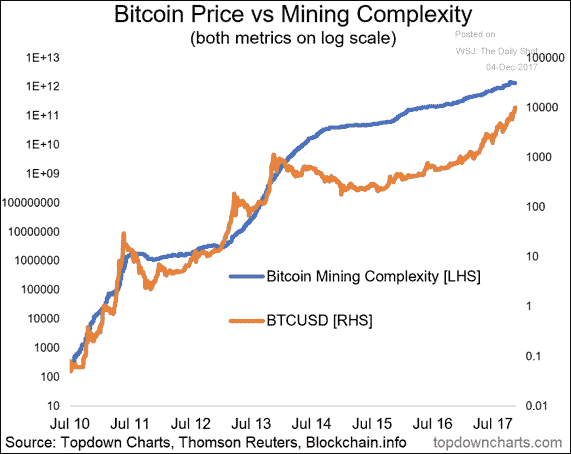 Bitcoin Price vs Mining Complexity
(both metrics on log scale)
Posted on
WSJ: The Daily Shot
04-Dec-2017
1E+13
1E+12
1E+11
1E+10
1E+09
100000000
10000000
1000000
100000
10000
1000
100
10
100000
10000
1000
100
10
1
0.1
0.01
Bitcoin Mining Complexity [LHS]
BTCUSD [RHS]
Jul 10 Jul 11 Jul 12 Jul 13 Jul 14 Jul 15 Jul 16 Jul 17
Source: Topdown Charts, Thomson Reuters, Blockchain.info topdowncharts.com